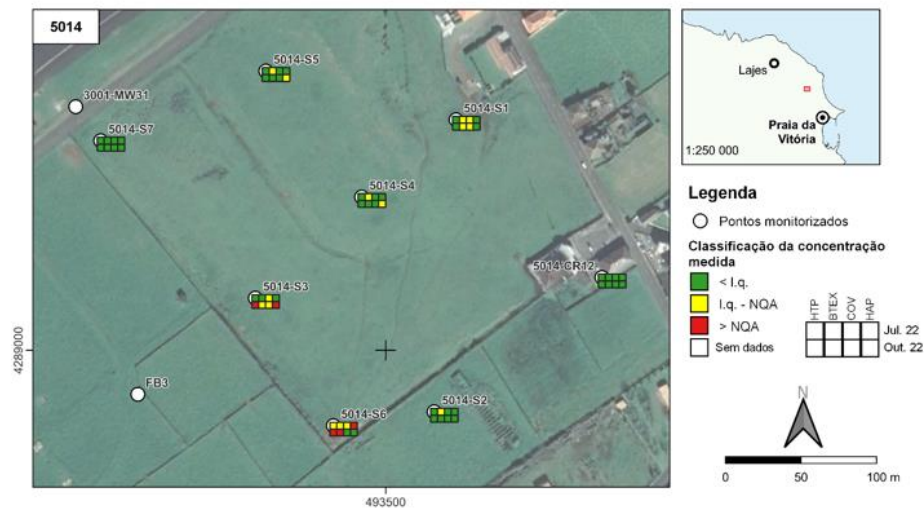 5014
5014-S5
3001-MW31
5014-S7
5014-S1
5014-S4
5014-CR12
5014-S3
FB3
5014-S6
5014-S2
4289000
493500
Lajes
Praia da
Vitória
1:250 000
Legenda
Pontos monitorizados
Classificação da concentração
medida
< l.q.
l.q. - NQA
> NQA
Sem dados
HTP
BTEX
COV
HAP
Jul. 22
Out. 22
N
0 50 100 m